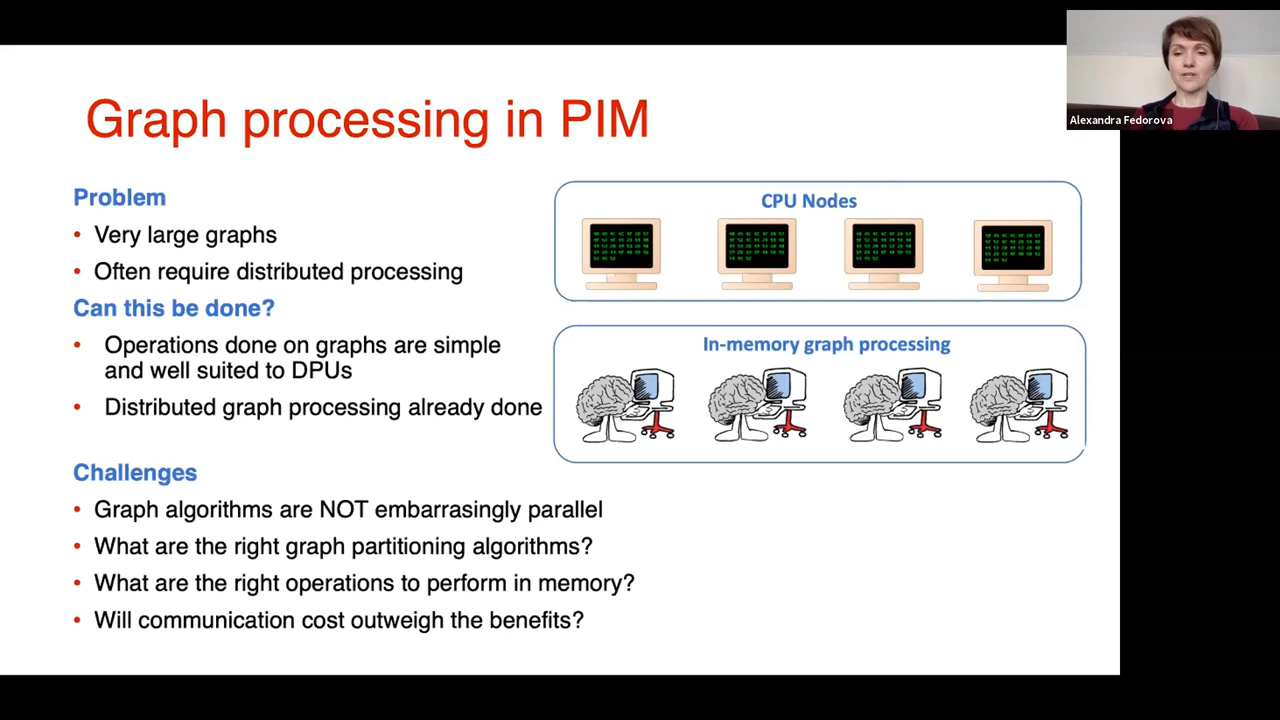 Graph processing in PIM
Alexandra Fedorova
Problem
• Very large graphs
• Often require distributed processing
Can this be done?
• Operations done on graphs are simple
and well suited to DPUs
• Distributed graph processing already done
CPU Nodes
In-memory graph processing
Challenges
• Graph algorithms are NOT embarrasingly parallel
• What are the right graph partitioning algorithms?
• What are the right operations to perform in memory?
• Will communication cost outweigh the benefits?